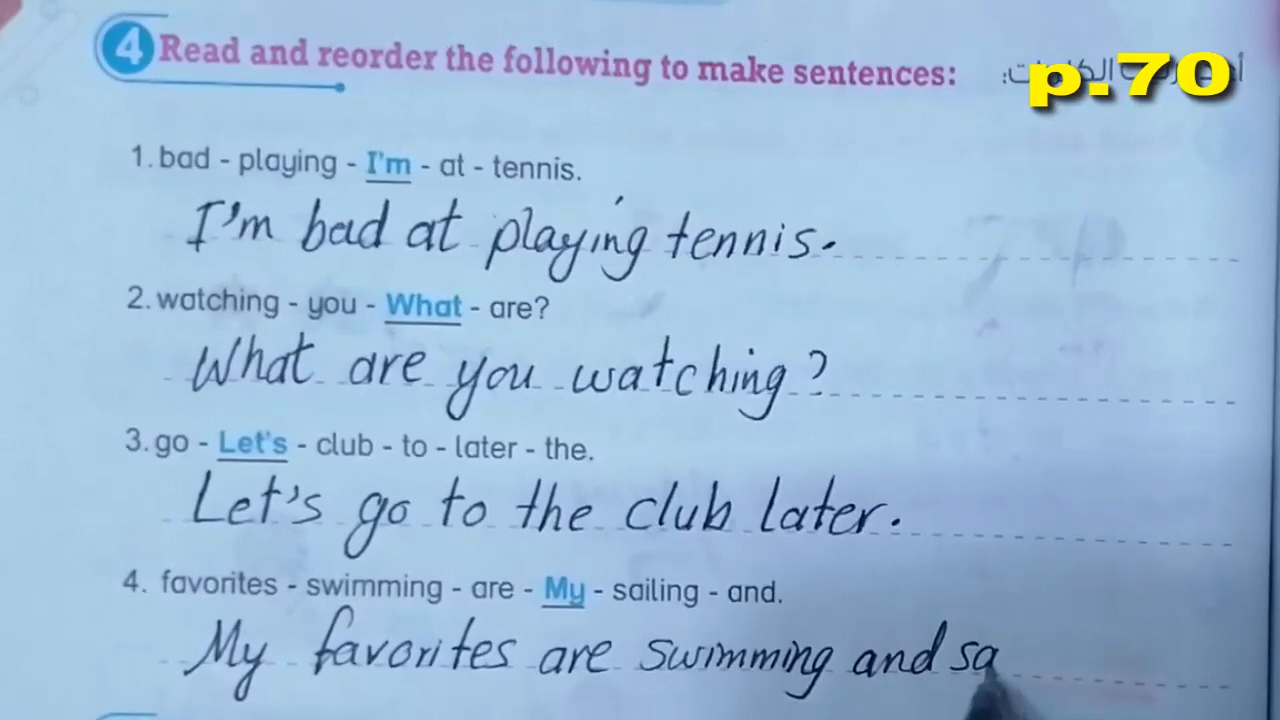 4 Read and reorder the following to make sentences:
p.70
1. bad - playing - I'm - at - tennis.
I'm bad at playing tennis.
2. watching - you - What - are?
What are you watching?
3. go - Let's - club - to - later - the.
Let's go to the club later.
4. favorites - swimming - are - My - sailing - and.
My favorites are swimming and sa